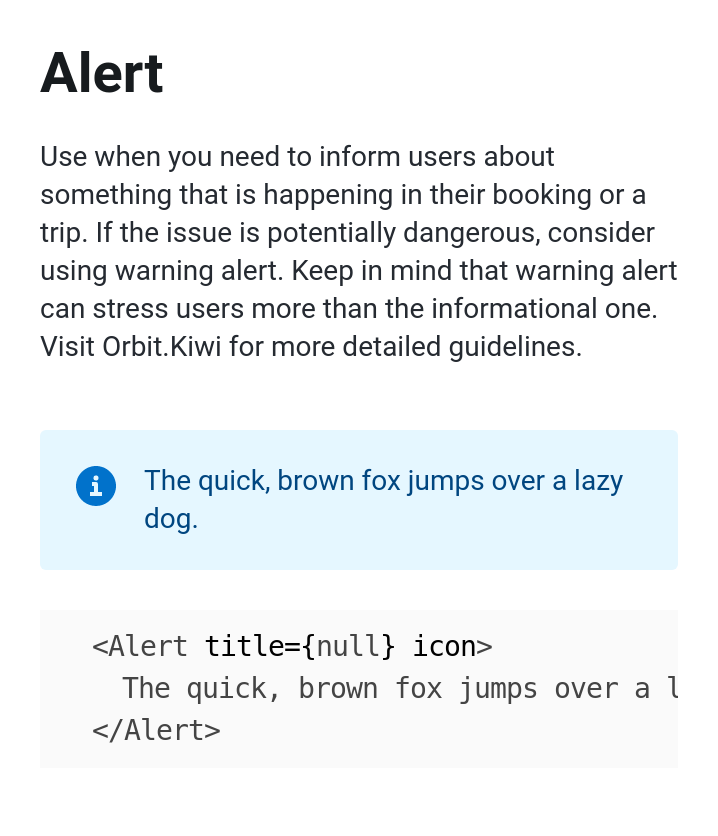 Alert
Use when you need to inform users about
something that is happening in their booking or a
trip. If the issue is potentially dangerous, consider
using warning alert. Keep in mind that warning alert
can stress users more than the informational one.
Visit Orbit.Kiwi for more detailed guidelines.
The quick, brown fox jumps over a lazy
dog.
<Alert title={null} icon>
The quick, brown fox jumps over a l
</Alert>